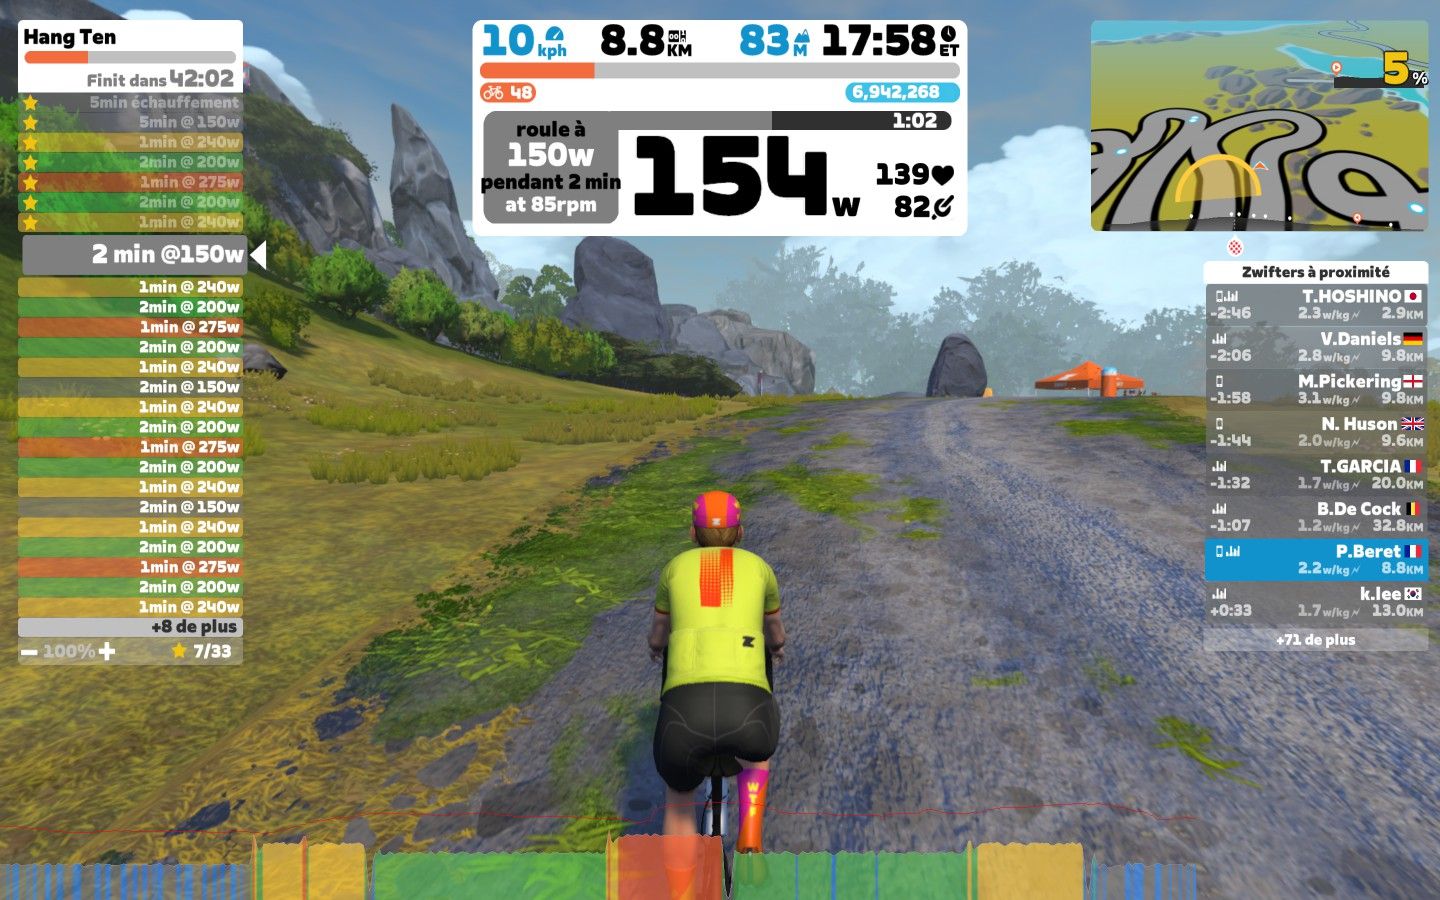 Hang Ten
Finit dans 42:02
5min échauffement
5min @ 150w
1min @ 240w
2min @ 200w
1min @ 275w
2min @ 200w
1min @ 240w
2 min @150w
1min @ 240w
2min @ 200w
1min @ 275w
2min @ 200w
1min @ 240w
2min @ 150w
1min @ 240w
2min @ 200w
1min @ 275w
2min @ 200w
1min @ 240w
2min @ 150w
1min @ 240w
2min @ 200w
1min @ 275w
2min @ 200w
1min @ 240w
+8 de plus
− 100% + 7/33
10 kph 8.8 KM 83 M 17:58 ET
48 6,942,268
1:02
roule à
150w
pendant 2 min
at 85rpm
154 w
139
82
5 %
Zwifters à proximité
T.HOSHINO
-2:46 2.3 w/kg 2.9 KM
V.Daniels
-2:06 2.8 w/kg 9.8 KM
M.Pickering
-1:58 3.1 w/kg 9.8 KM
N. Huson
-1:44 2.0 w/kg 9.6 KM
T.GARCIA
-1:32 1.7 w/kg 20.0 KM
B.De Cock
-1:07 1.2 w/kg 32.8 KM
P.Beret
2.2 w/kg 8.8 KM
k.lee
+0:33 1.7 w/kg 13.0 KM
+71 de plus
Z
Z
WTF